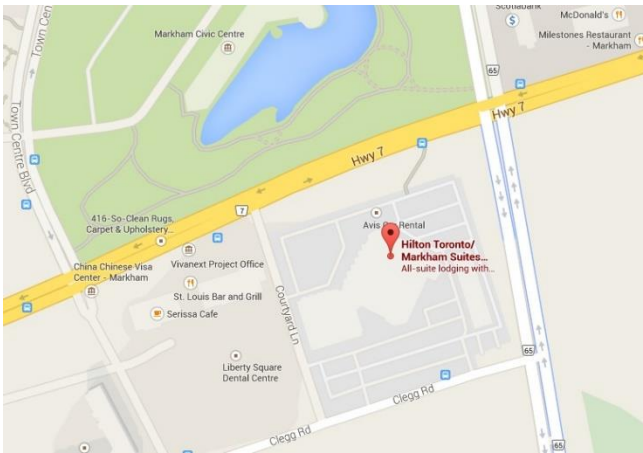 Scotiabank
McDonald's
Milestones Restaurant -
Markham
Markham Civic Centre
Town Centre
65
Town Centre Blvd
Hwy 7
Hwy 7
7
416-So-Clean Rugs,
Carpet & Upholstery...
Avis Car Rental
Hilton Toronto/
Markham Suites...
All-suite lodging with...
Vivanext Project Office
China Chinese Visa
Center - Markham
St. Louis Bar and Grill
Serissa Cafe
Courtyard Ln
65
Liberty Square
Dental Centre
Clegg Rd
Clegg Rd
65